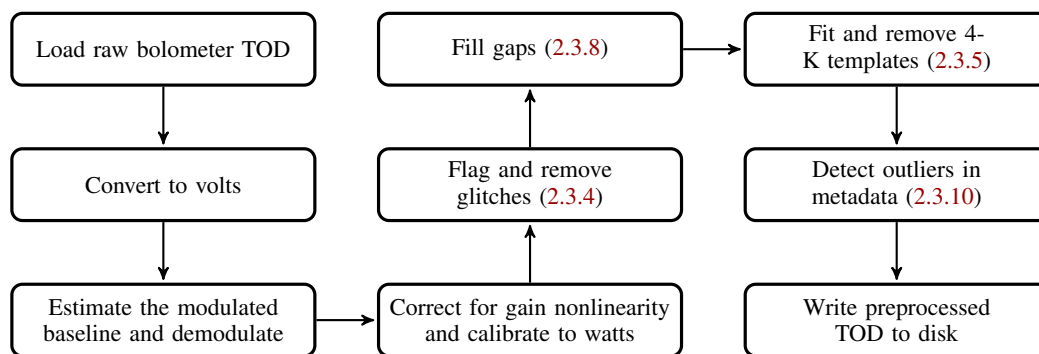 Load raw bolometer TOD
Convert to volts
Estimate the modulated
baseline and demodulate
Correct for gain nonlinearity
and calibrate to watts
Flag and remove
glitches (2.3.4)
Fill gaps (2.3.8)
Fit and remove 4-
K templates (2.3.5)
Detect outliers in
metadata (2.3.10)
Write preprocessed
TOD to disk